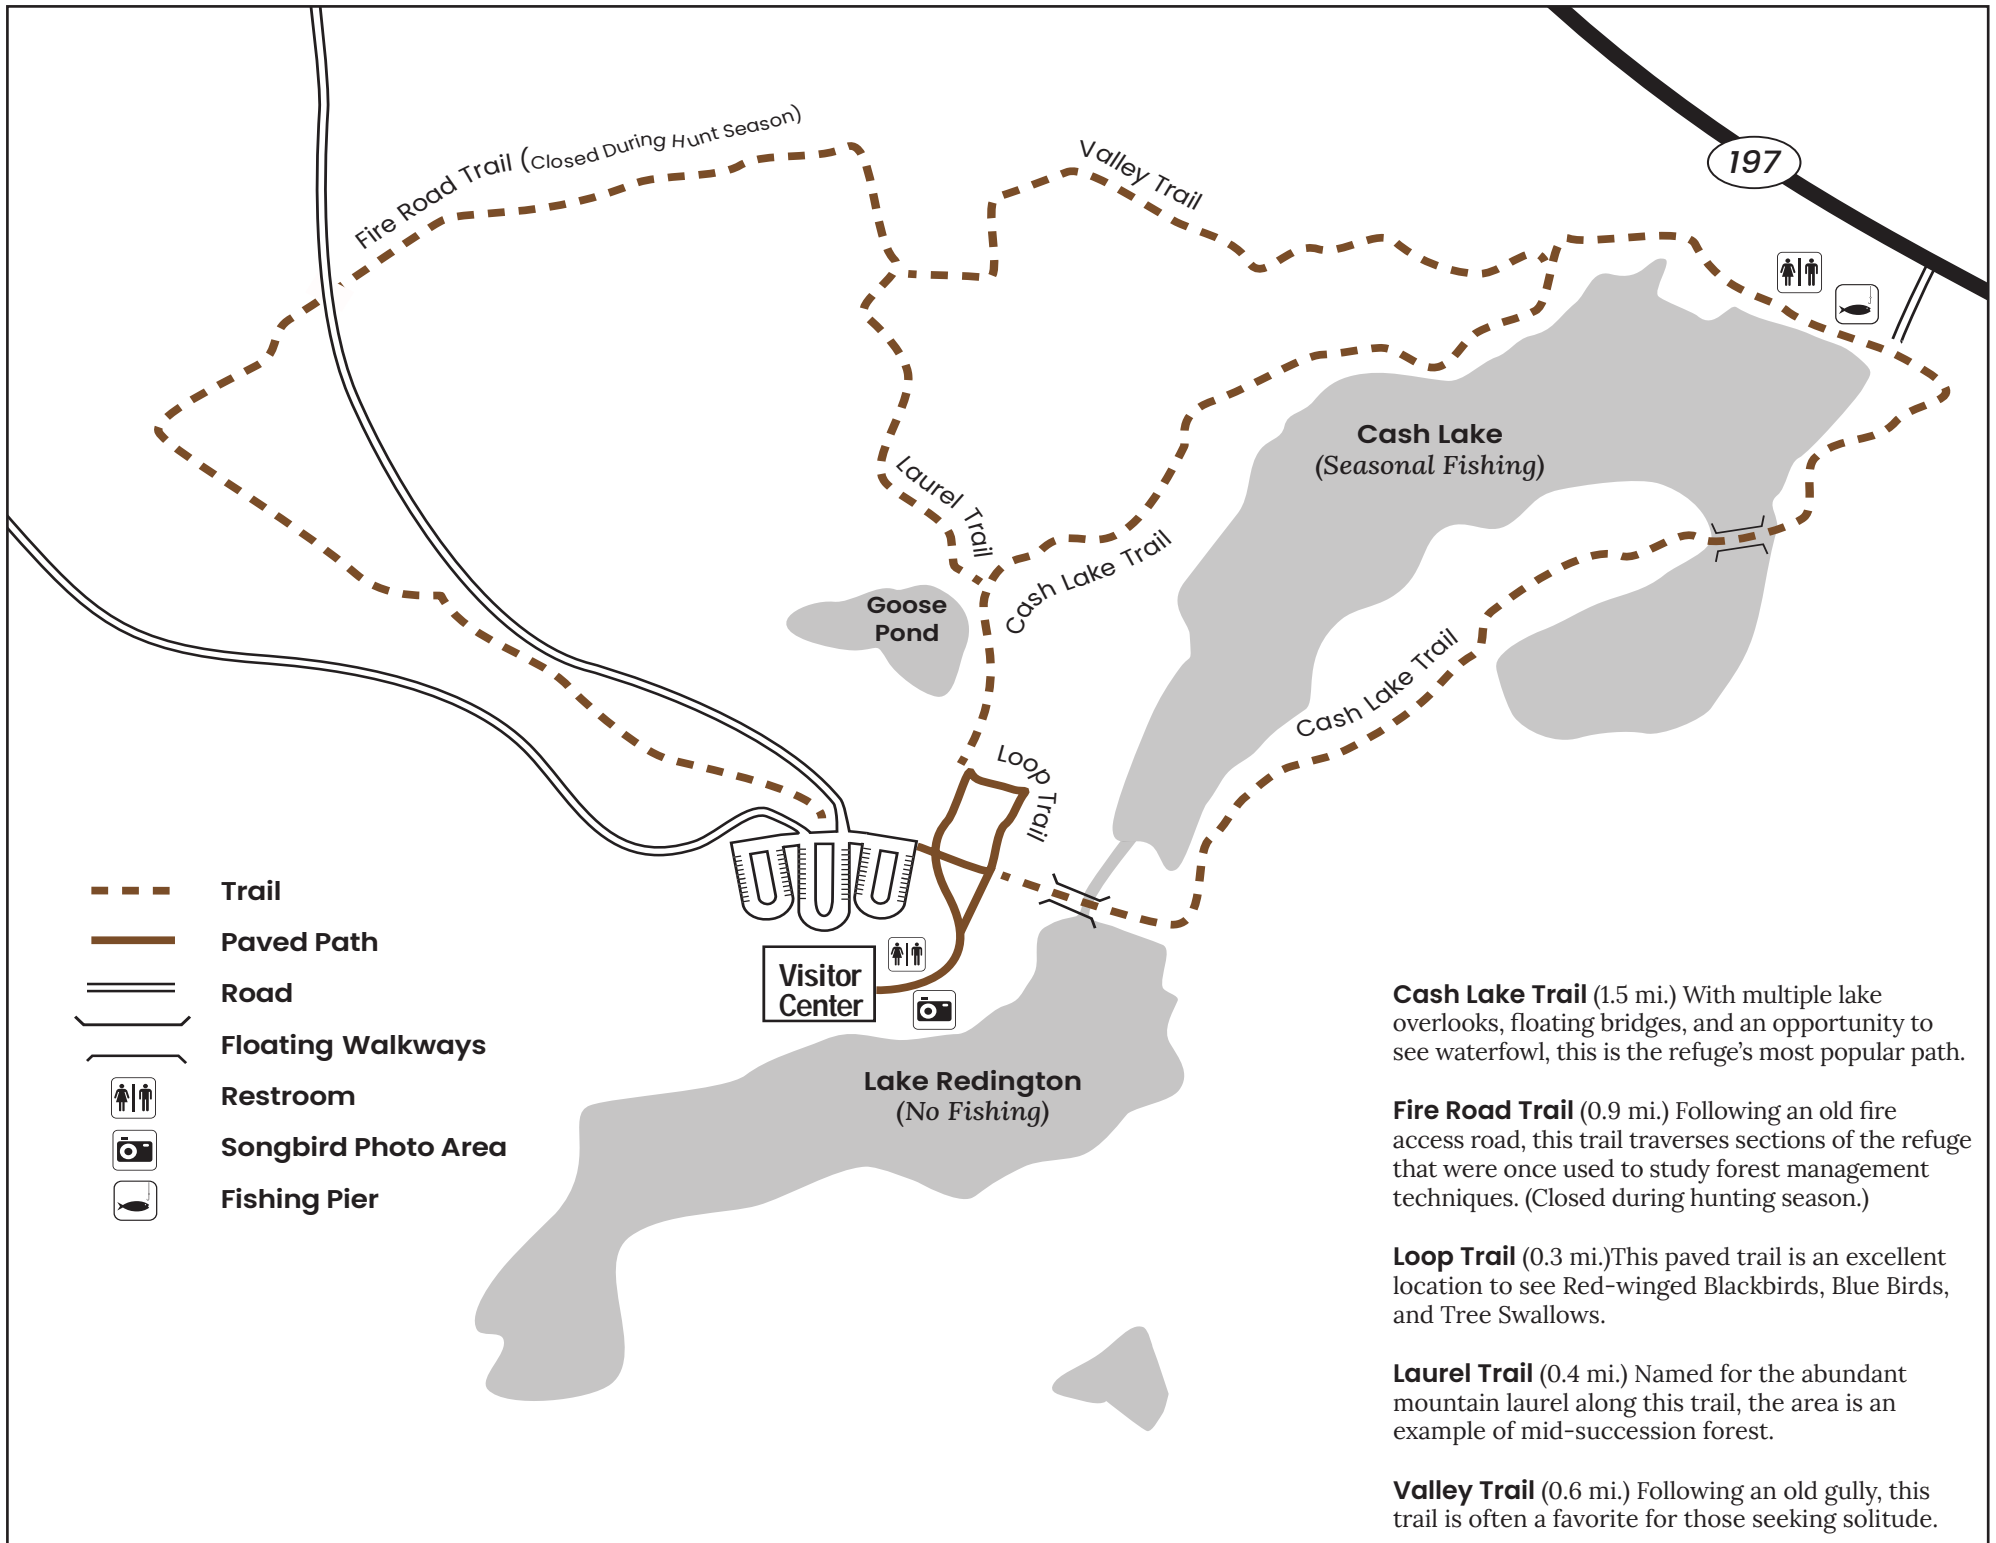 Fire Road Trail (Closed During Hunt Season)
Valley Trail
197
Cash Lake
(Seasonal Fishing)
Laurel Trail
Cash Lake Trail
Goose
Pond
Cash Lake Trail
Loop Trail
Visitor
Center
Lake Redington
(No Fishing)
Trail
Paved Path
Road
Floating Walkways
Restroom
Songbird Photo Area
Fishing Pier
Cash Lake Trail (1.5 mi.) With multiple lake
overlooks, floating bridges, and an opportunity to
see waterfowl, this is the refuge’s most popular path.
Fire Road Trail (0.9 mi.) Following an old fire
access road, this trail traverses sections of the refuge
that were once used to study forest management
techniques. (Closed during hunting season.)
Loop Trail (0.3 mi.)This paved trail is an excellent
location to see Red-winged Blackbirds, Blue Birds,
and Tree Swallows.
Laurel Trail (0.4 mi.) Named for the abundant
mountain laurel along this trail, the area is an
example of mid-succession forest.
Valley Trail (0.6 mi.) Following an old gully, this
trail is often a favorite for those seeking solitude.